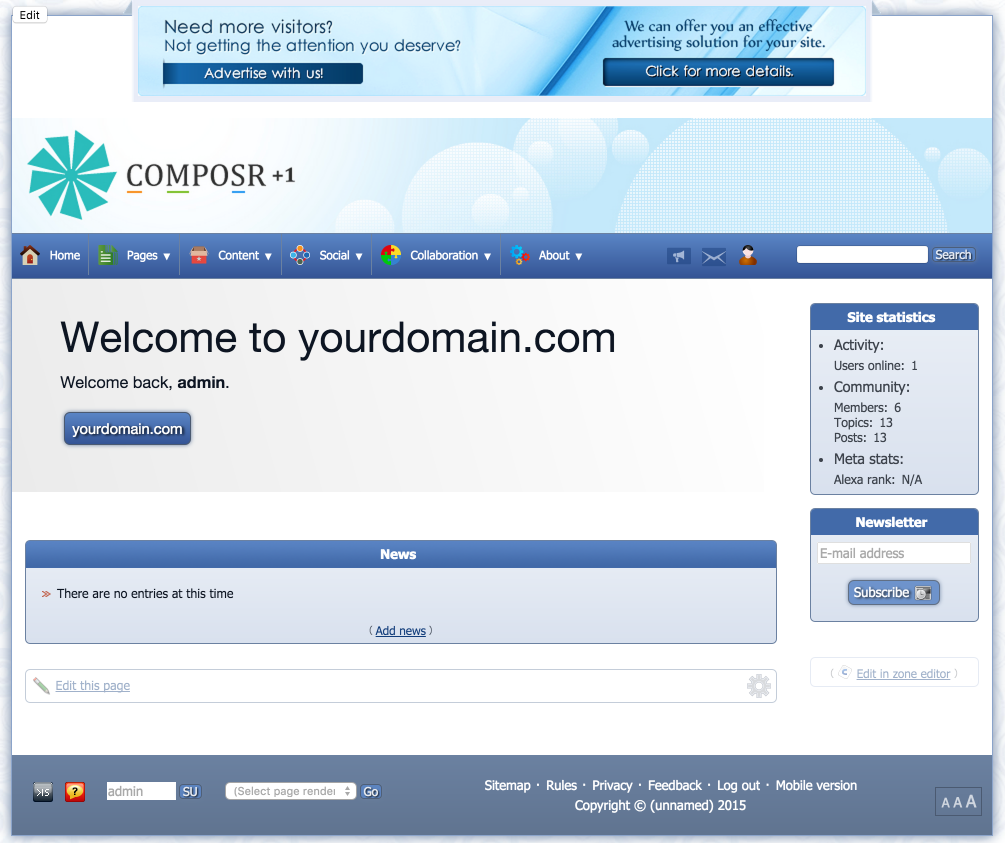 Edit
Need more visitors?
Not getting the attention you deserve?
Advertise with us!
We can offer you an effective
advertising solution for your site.
Click for more details.
COMPOSR +1
Home Pages ▼ Content ▼ Social ▼ Collaboration ▼ About ▼ Search
Welcome to yourdomain.com
Welcome back, admin.
yourdomain.com
Site statistics
Activity:
Users online: 1
Community:
Members: 6
Topics: 13
Posts: 13
Meta stats:
Alexa rank: N/A
Newsletter
E-mail address
Subscribe
News
There are no entries at this time
( Add news )
Edit this page
( C Edit in zone editor )
admin SU (Select page render Go
Sitemap · Rules · Privacy · Feedback · Log out · Mobile version
Copyright © (unnamed) 2015
A A A